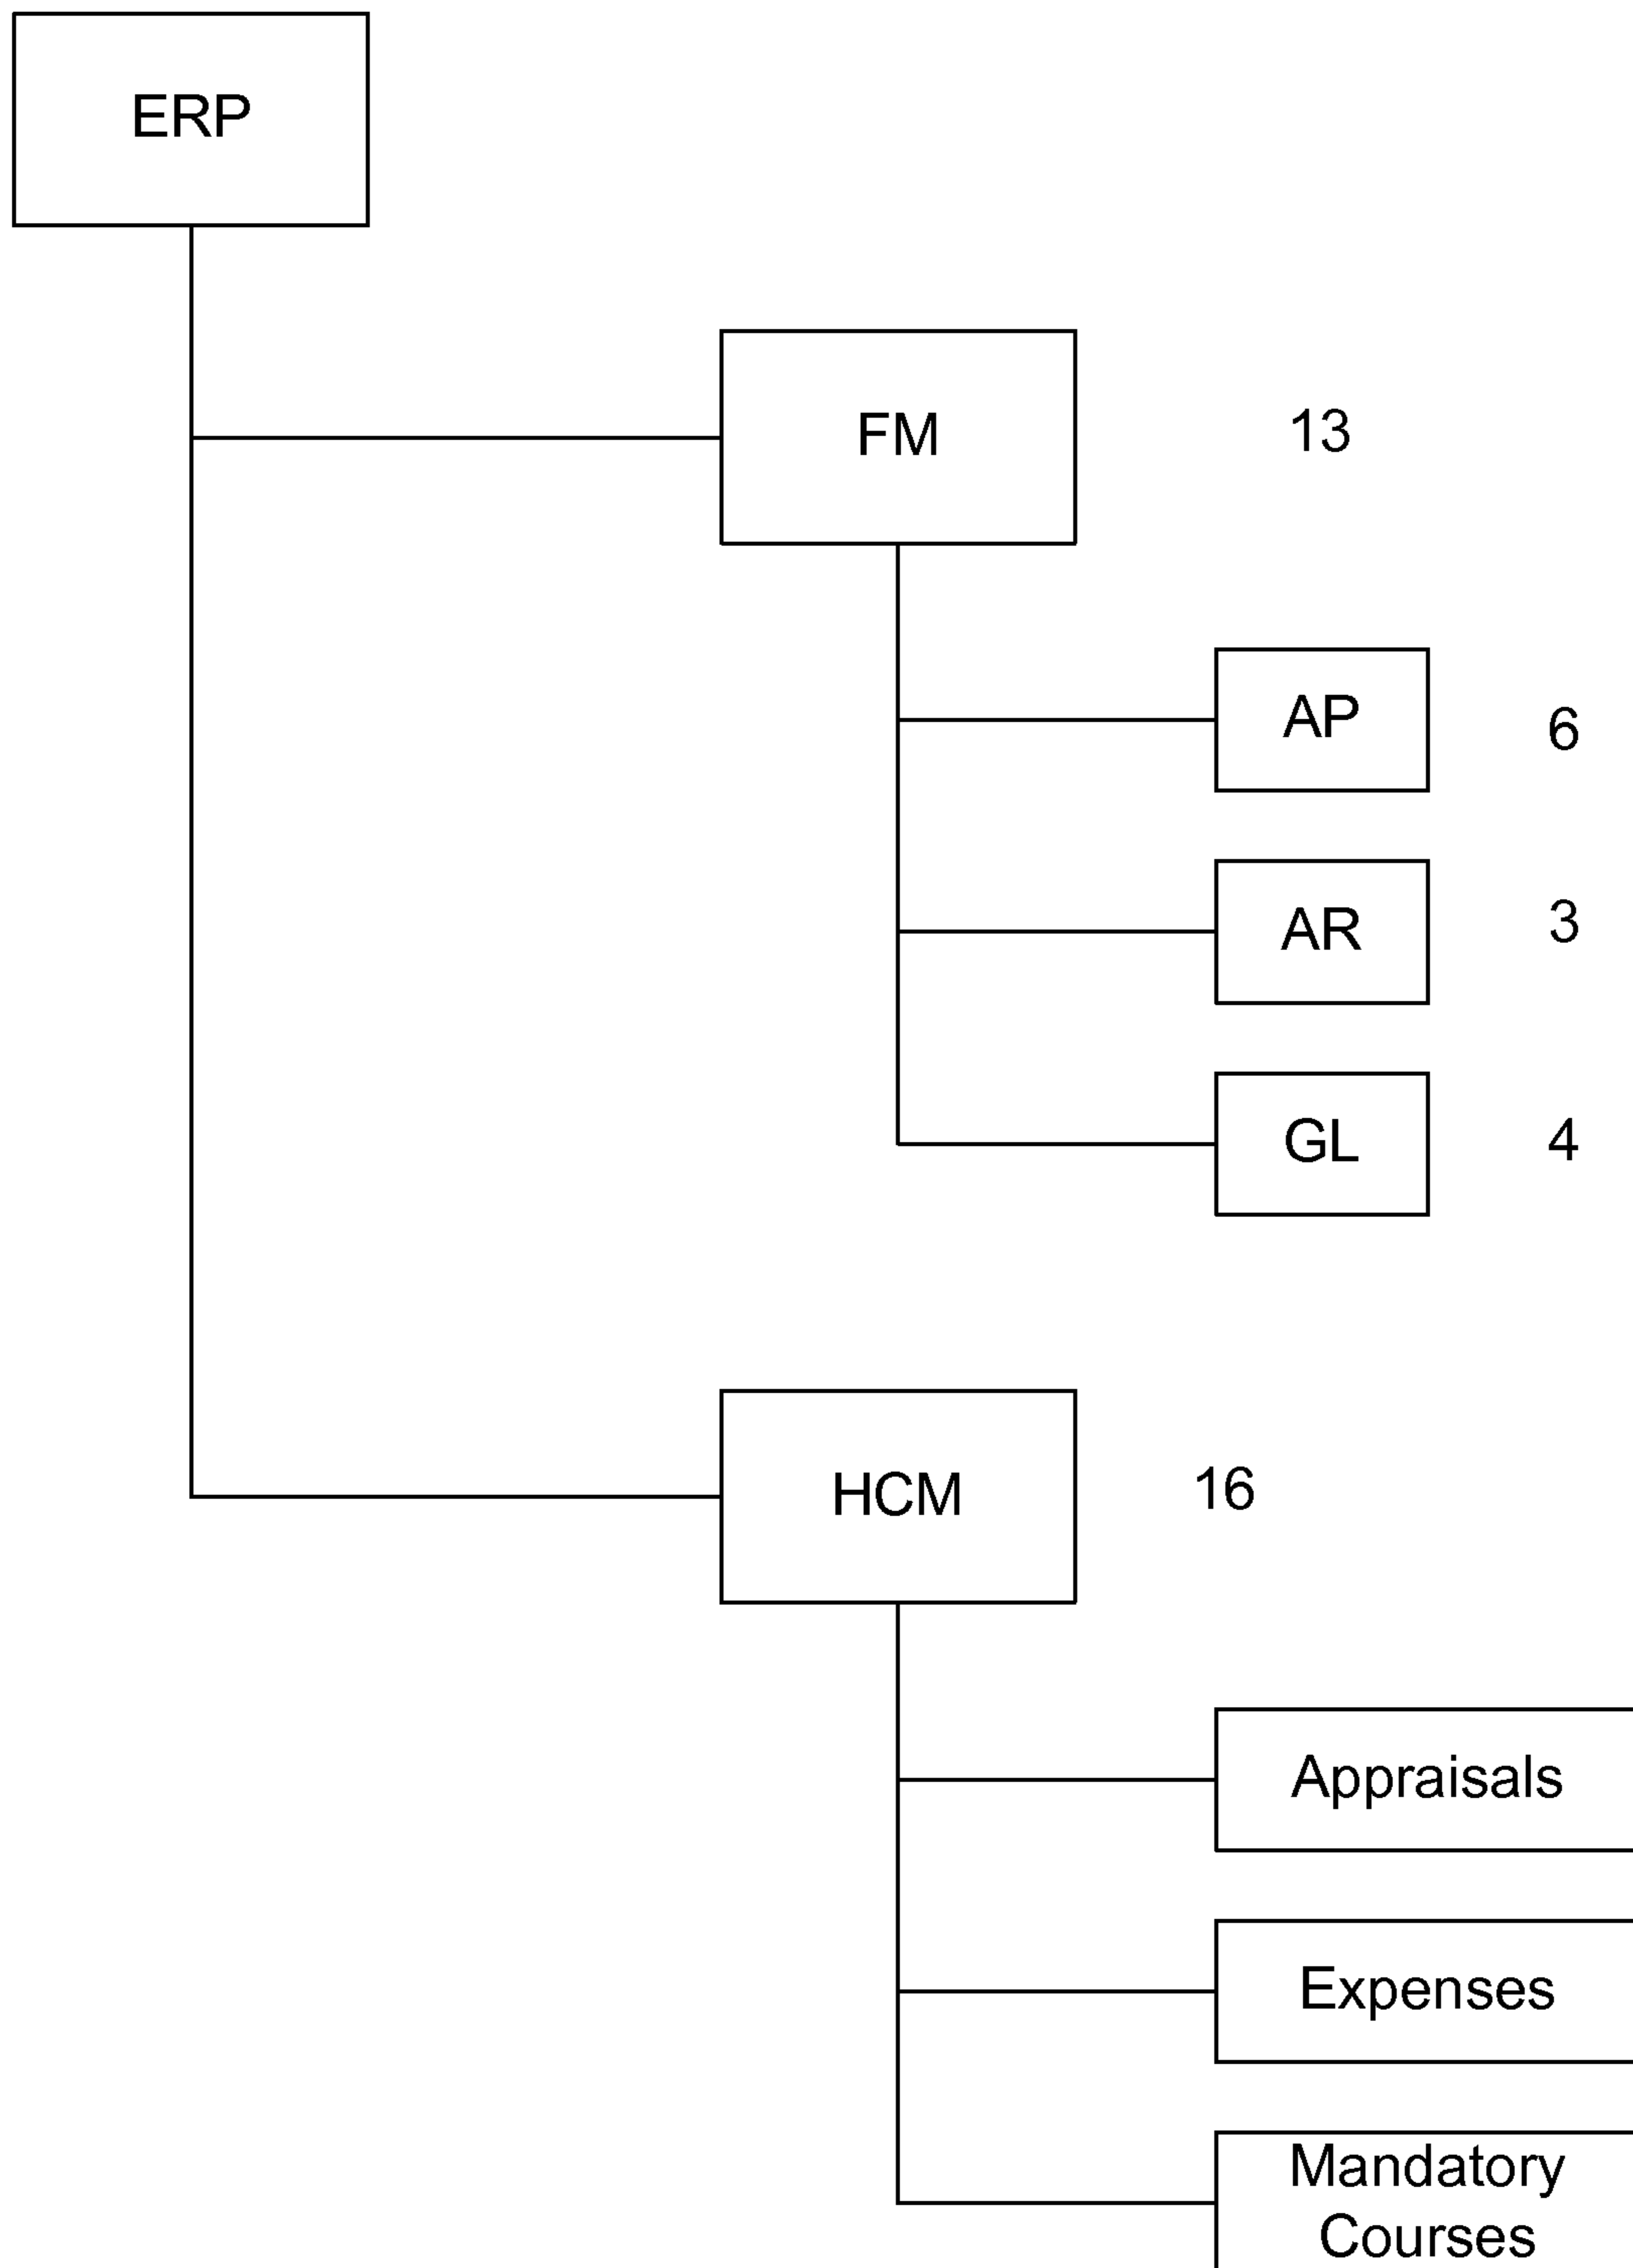 ERP
FM
13
AP
6
AR
3
GL
4
HCM
16
Appraisals
Expenses
Mandatory
Courses